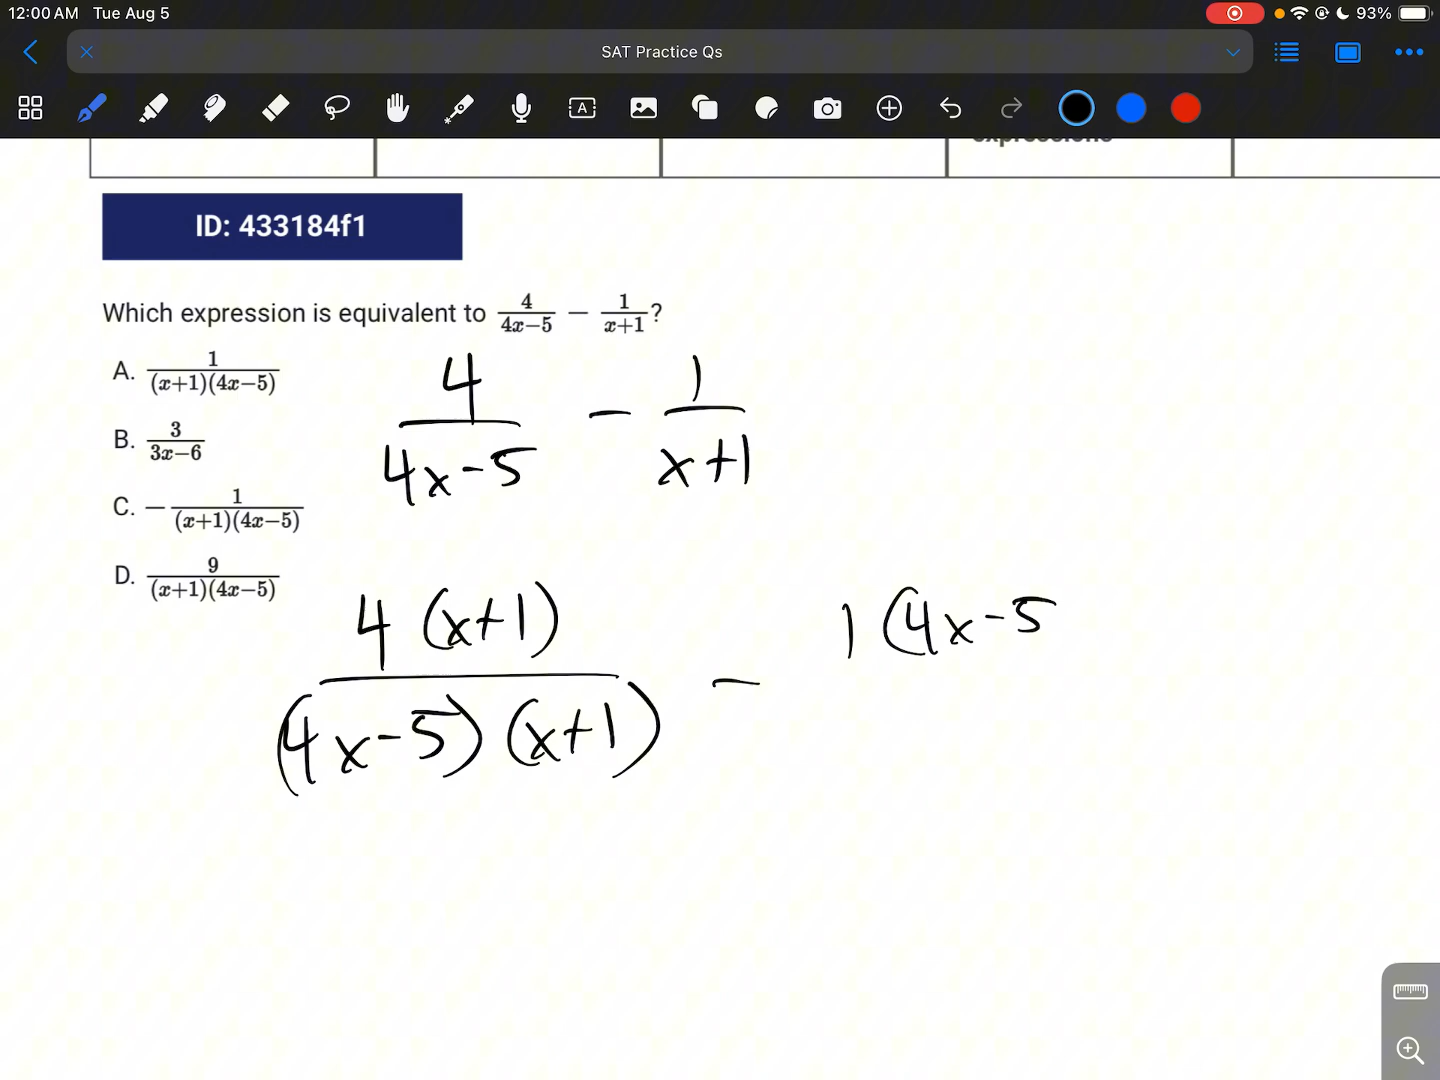 12:00 AM Tue Aug 5 93%
SAT Practice Qs
ID: 433184f1
Which expression is equivalent to 4/(4x−5) − 1/(x+1)?
A. 1/((x+1)(4x−5))
B. 3/(3x−6)
C. −1/((x+1)(4x−5))
D. 9/((x+1)(4x−5))
4/(4x-5) - 1/(x+1)
4(x+1)/((4x-5)(x+1)) - 1(4x-5